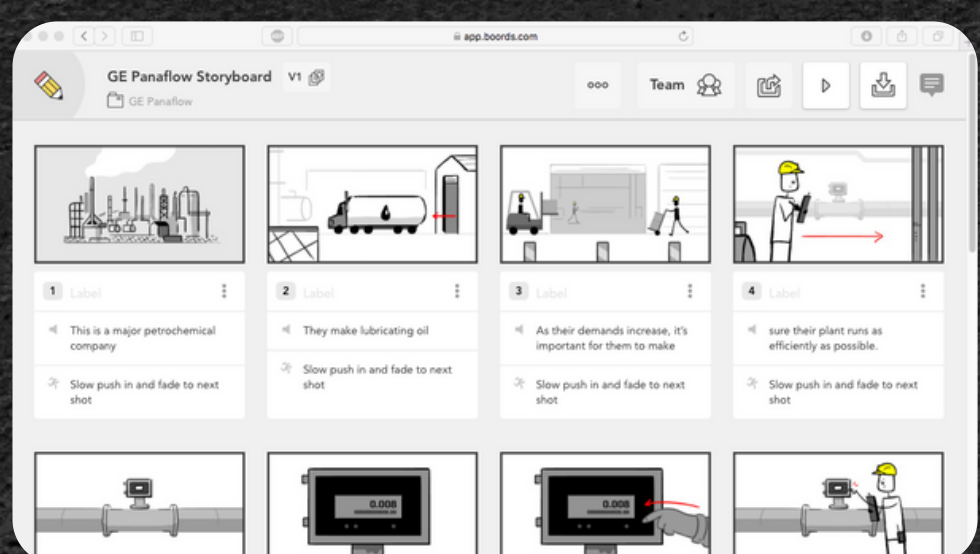 app.boords.com
GE Panaflow Storyboard V1
GE Panaflow
Team
1 Label
This is a major petrochemical
company
Slow push in and fade to next
shot
2 Label
They make lubricating oil
Slow push in and fade to next
shot
3 Label
As their demands increase, it's
important for them to make
Slow push in and fade to next
shot
4 Label
sure their plant runs as
efficiently as possible.
Slow push in and fade to next
shot
0.008
0.008